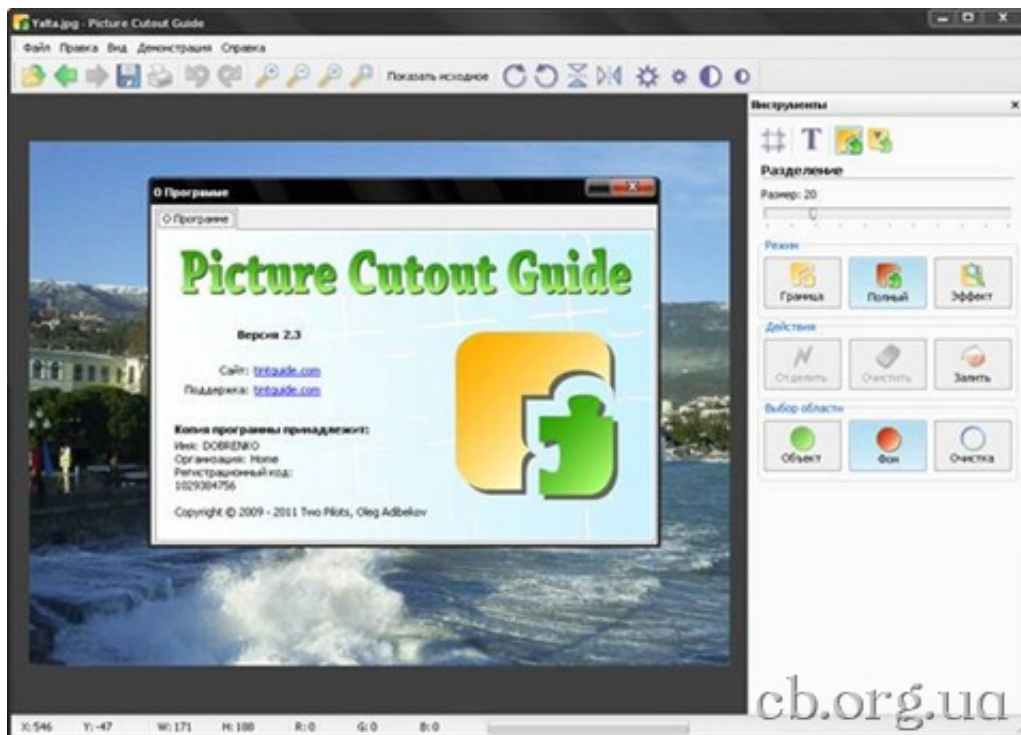 Yalta.jpg - Picture Cutout Guide
Файл Правка Вид Демонстрация Справка
Показать исходное
Инструменты
T
Разделение
Размер: 20
Режим
Граница Полный Эффект
Действия
Отделить Очистить Залить
Выбор области
Объект Фон Очистка
О Программе
О Программе
Picture Cutout Guide
Версия 2.3
Сайт: tintguide.com
Поддержка: tintguide.com
Копия программы принадлежит:
Имя: DOBRENKO
Организация: Home
Регистрационный код:
1029384756
Copyright © 2009 - 2011 Two Pilots, Oleg Adibekov
X: 546 Y: -47 W: 171 H: 188 R: 0 G: 0 B: 0
cb.org.ua